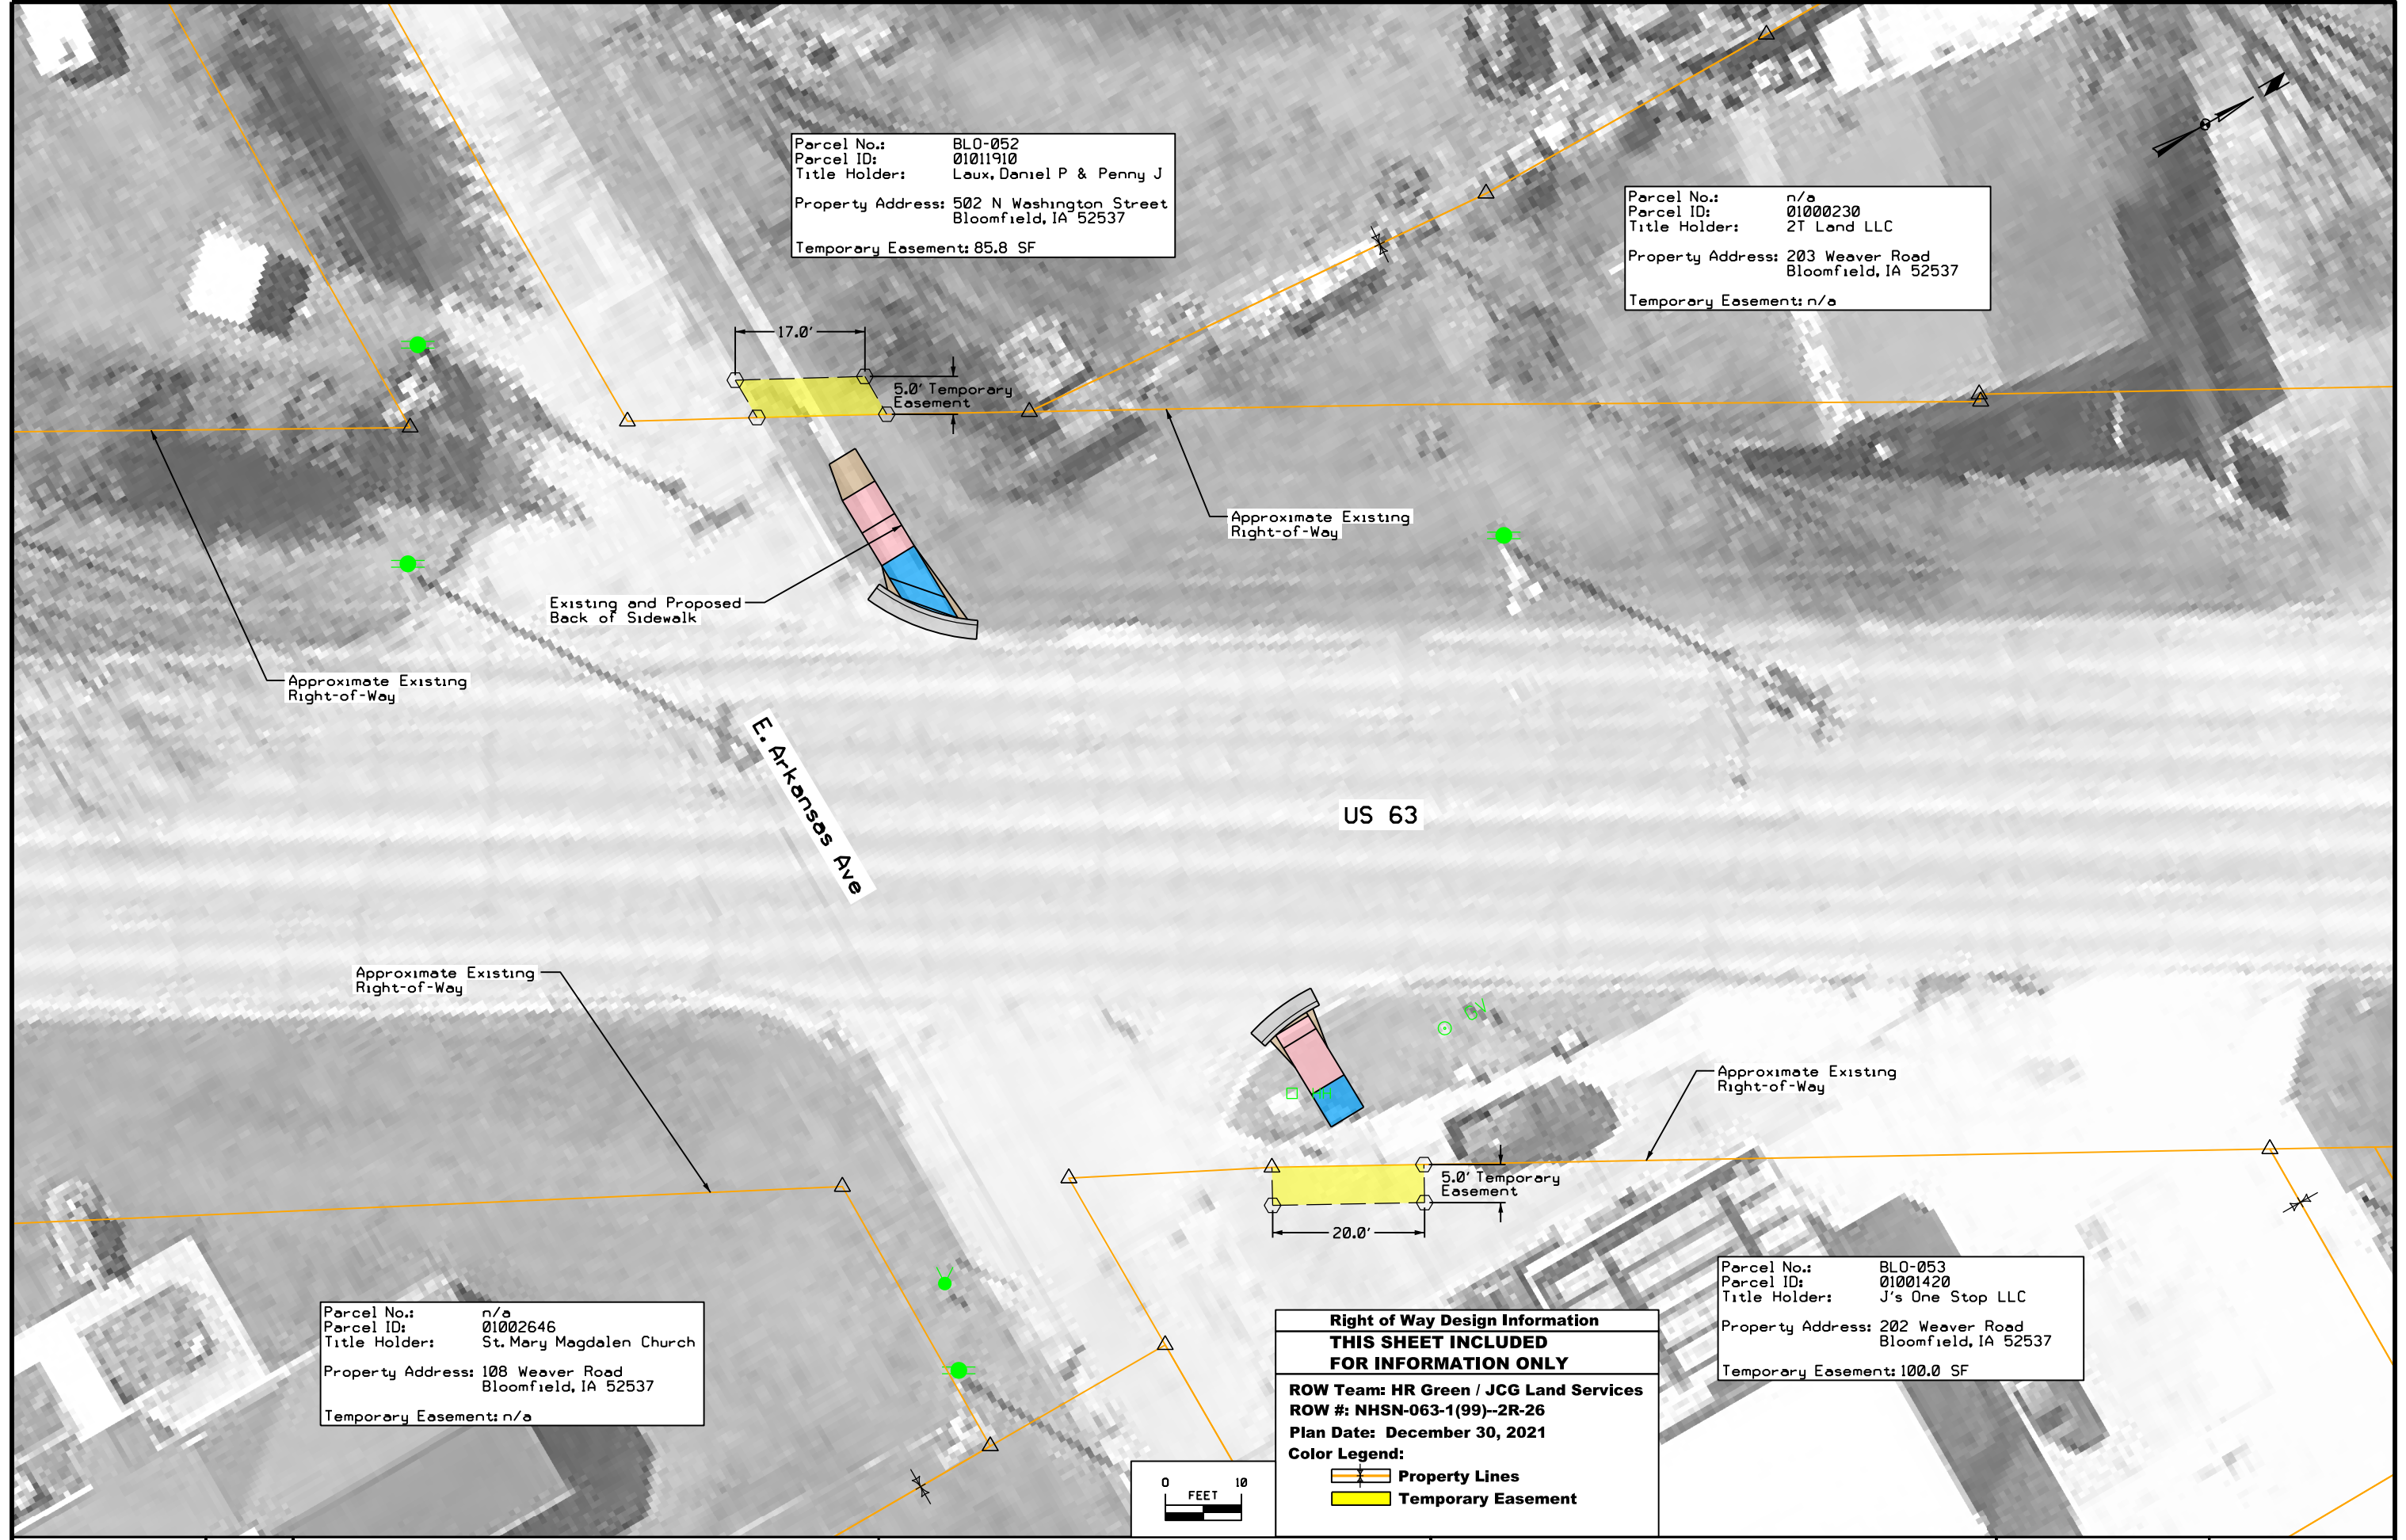 Parcel No.: BLO-052
Parcel ID: 01011910
Title Holder: Laux, Daniel P & Penny J
Property Address: 502 N Washington Street
Bloomfield, IA 52537
Temporary Easement: 85.8 SF
N
Parcel No.: n/a
Parcel ID: 01000230
Title Holder: 2T Land LLC
Property Address: 203 Weaver Road
Bloomfield, IA 52537
Temporary Easement: n/a
17.0'
5.0' Temporary
Easement
Approximate Existing
Right-of-Way
Existing and Proposed
Back of Sidewalk
Approximate Existing
Right-of-Way
E. Arkansas Ave
US 63
Approximate Existing
Right-of-Way
GV
HH
Approximate Existing
Right-of-Way
5.0' Temporary
Easement
20.0'
Parcel No.: n/a
Parcel ID: 01002646
Title Holder: St. Mary Magdalen Church
Property Address: 108 Weaver Road
Bloomfield, IA 52537
Temporary Easement: n/a
Parcel No.: BLO-053
Parcel ID: 01001420
Title Holder: J's One Stop LLC
Property Address: 202 Weaver Road
Bloomfield, IA 52537
Temporary Easement: 100.0 SF
Right of Way Design Information
THIS SHEET INCLUDED
FOR INFORMATION ONLY
ROW Team: HR Green / JCG Land Services
ROW #: NHSN-063-1(99)--2R-26
Plan Date: December 30, 2021
Color Legend:
Property Lines
Temporary Easement
0 10
FEET